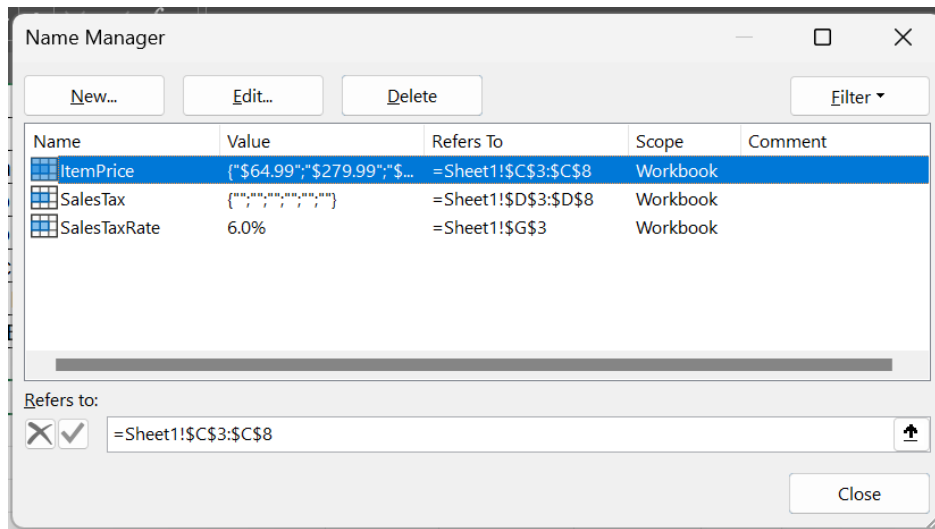 Name Manager
New... Edit... Delete Filter
Name Value Refers To Scope Comment
ItemPrice {"$64.99";"$279.99";"$... =Sheet1!$C$3:$C$8 Workbook
SalesTax {"";"";"";"";"";""} =Sheet1!$D$3:$D$8 Workbook
SalesTaxRate 6.0% =Sheet1!$G$3 Workbook
Refers to:
=Sheet1!$C$3:$C$8
Close